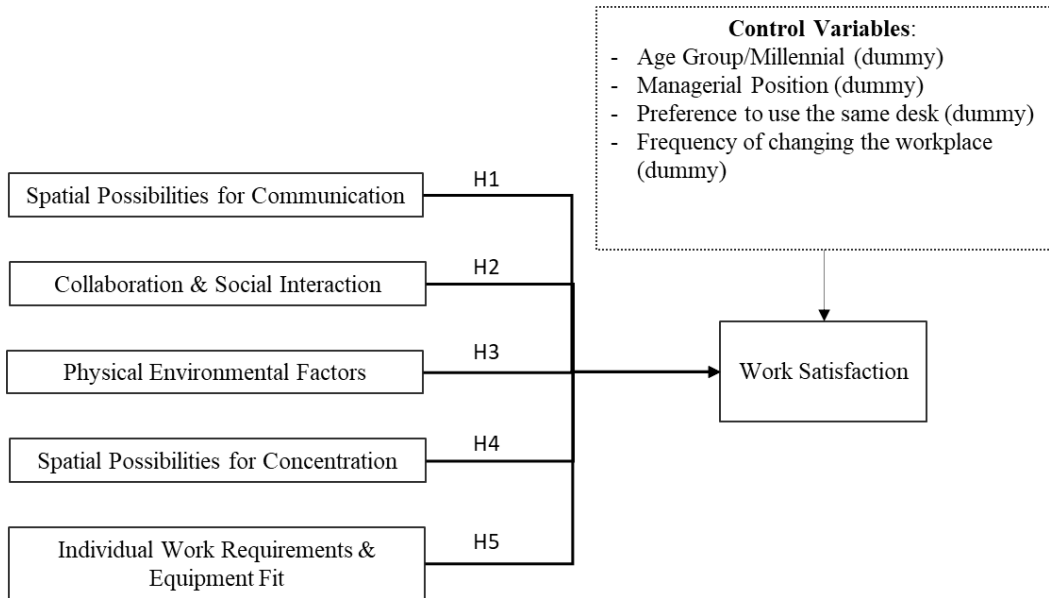 Control Variables:
- Age Group/Millennial (dummy)
- Managerial Position (dummy)
- Preference to use the same desk (dummy)
- Frequency of changing the workplace
(dummy)
H1
Spatial Possibilities for Communication
H2
Collaboration & Social Interaction
H3
Physical Environmental Factors
Work Satisfaction
H4
Spatial Possibilities for Concentration
H5
Individual Work Requirements &
Equipment Fit